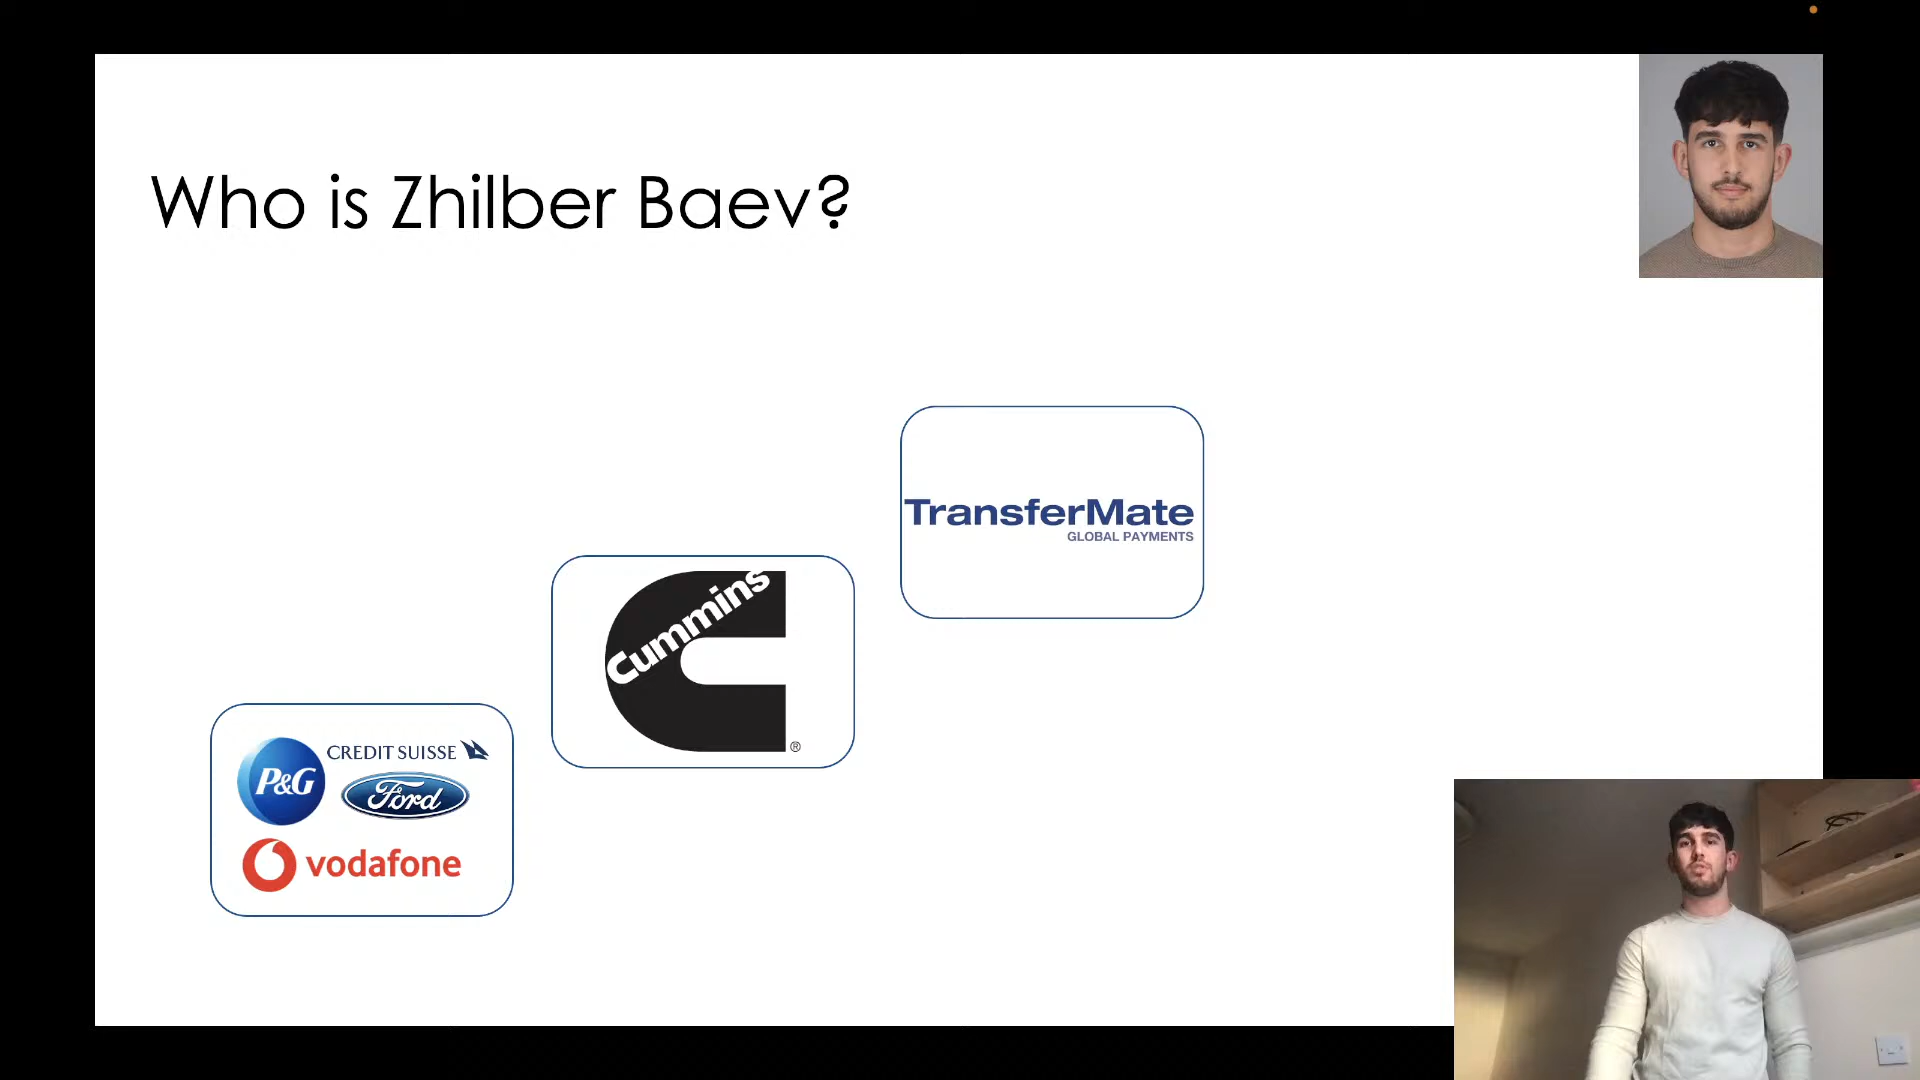 Who is Zhilber Baev?
TransferMate
GLOBAL PAYMENTS
Cummins
®
P&G
CREDIT SUISSE
Ford
vodafone